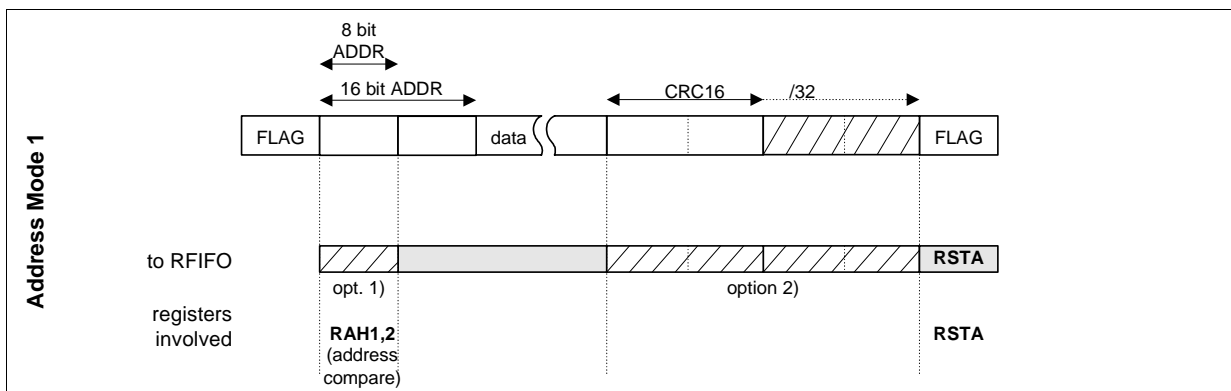 Address Mode 1
8 bit
ADDR
16 bit ADDR
CRC16 /32
FLAG data FLAG
to RFIFO RSTA
opt. 1) option 2)
registers
involved
RAH1,2 RSTA
(address
compare)